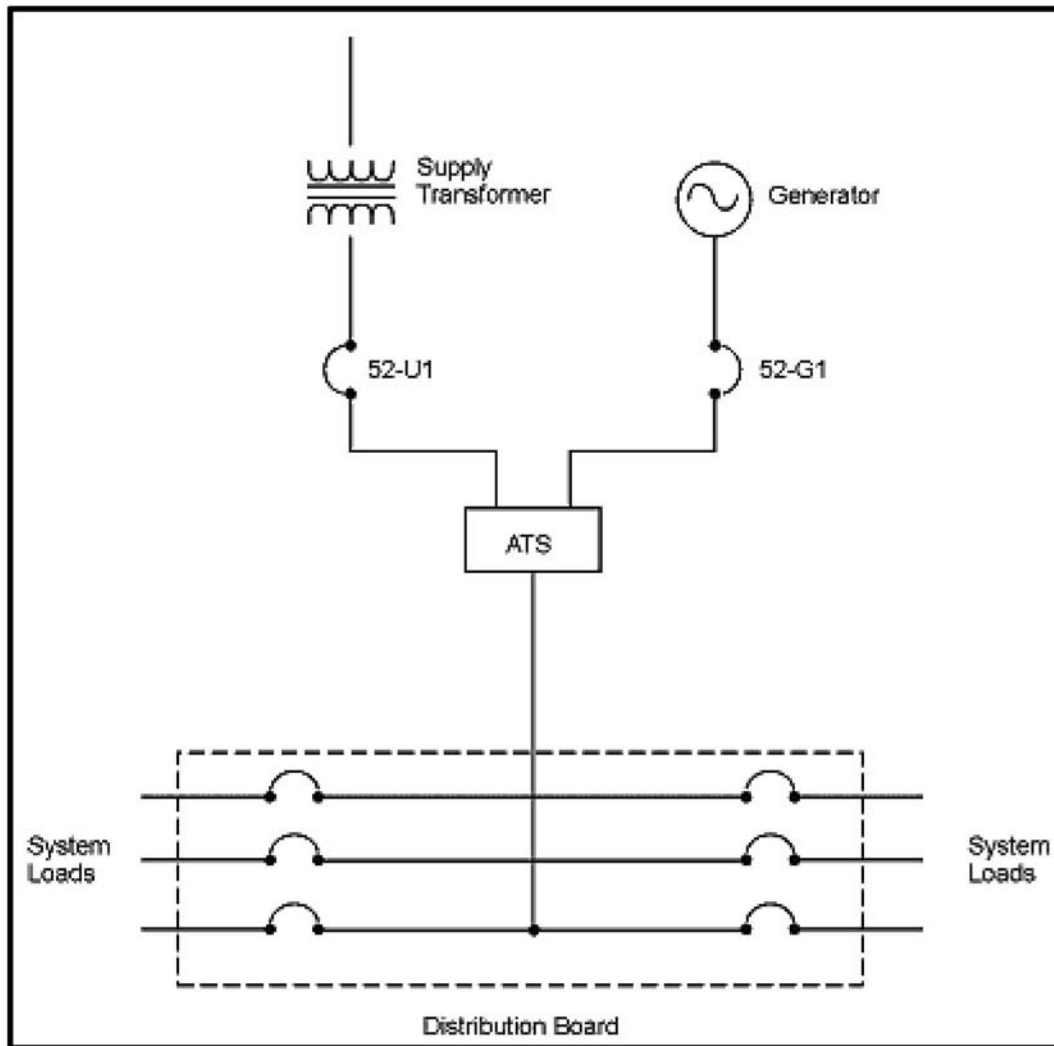 Supply
Transformer
Generator
52-U1
52-G1
ATS
System
Loads
System
Loads
Distribution Board